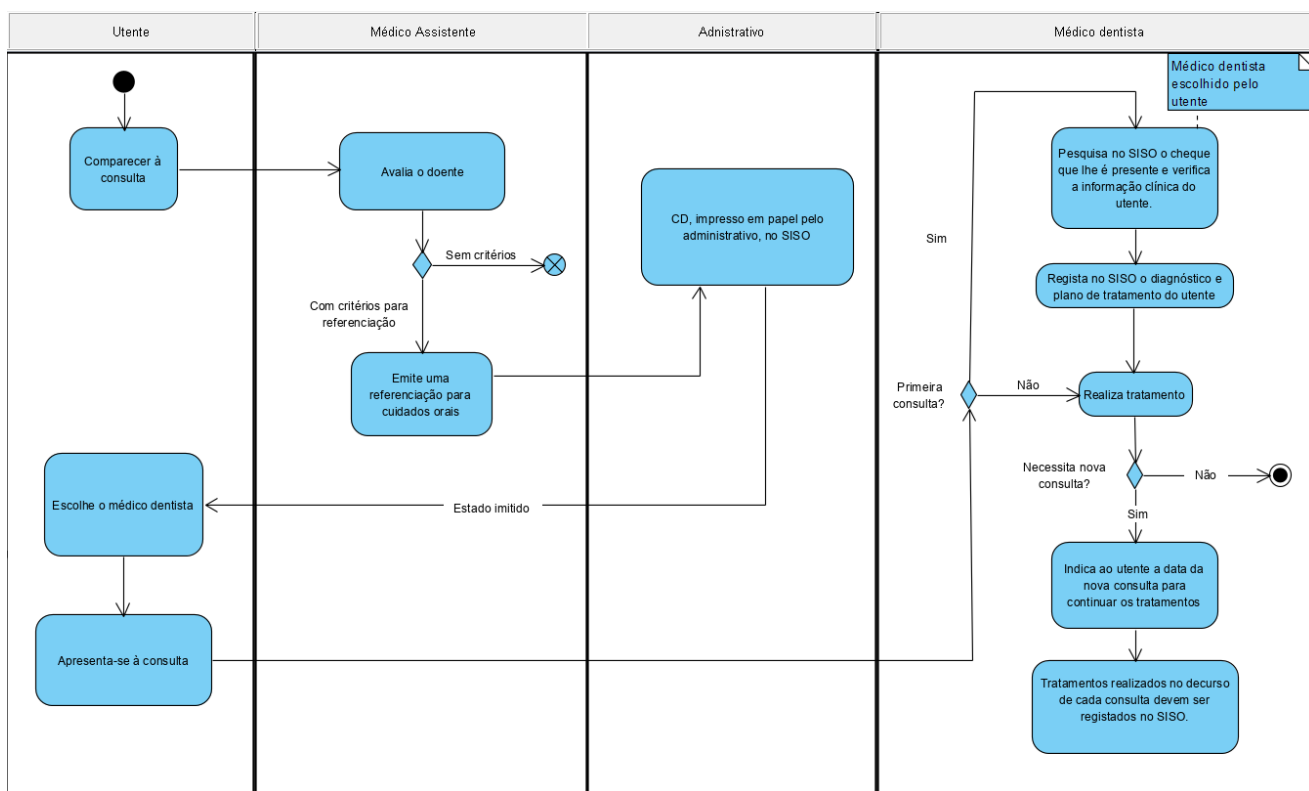 Utente
Médico Assistente
Adnistrativo
Médico dentista
Médico dentista
escolhido pelo
utente
Comparecer à
consulta
Avalia o doente
Sem critérios
Com critérios para
referenciação
Emite uma
referenciação para
cuidados orais
CD, impresso em papel pelo
administrativo, no SISO
Estado imitido
Escolhe o médico dentista
Apresenta-se à consulta
Primeira
consulta?
Sim
Não
Pesquisa no SISO o cheque
que lhe é presente e verifica
a informação clínica do
utente.
Regista no SISO o diagnóstico e
plano de tratamento do utente
Realiza tratamento
Necessita nova
consulta?
Não
Sim
Indica ao utente a data da
nova consulta para
continuar os tratamentos
Tratamentos realizados no decurso
de cada consulta devem ser
registados no SISO.